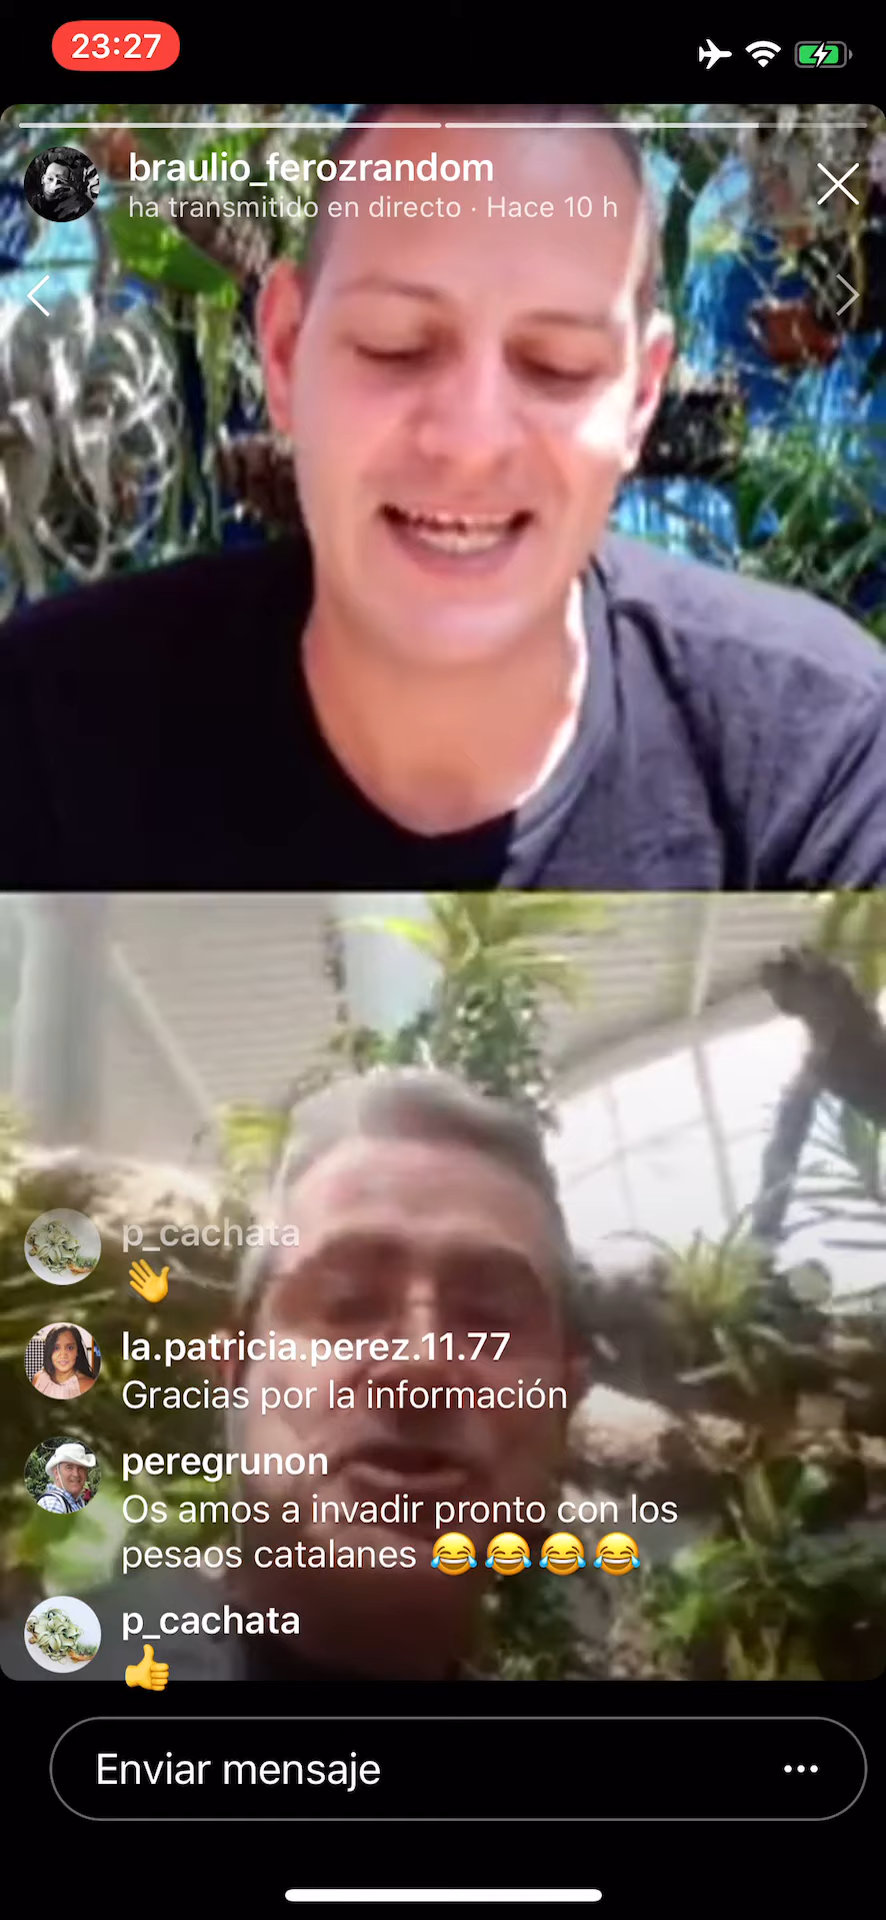 23:27
braulio_ferozrandom
ha transmitido en directo · Hace 10 h
p_cachata
👋
la.patricia.perez.11.77
Gracias por la información
peregrunon
Os amos a invadir pronto con los
pesaos catalanes 😂😂😂😂
p_cachata
👍
Enviar mensaje